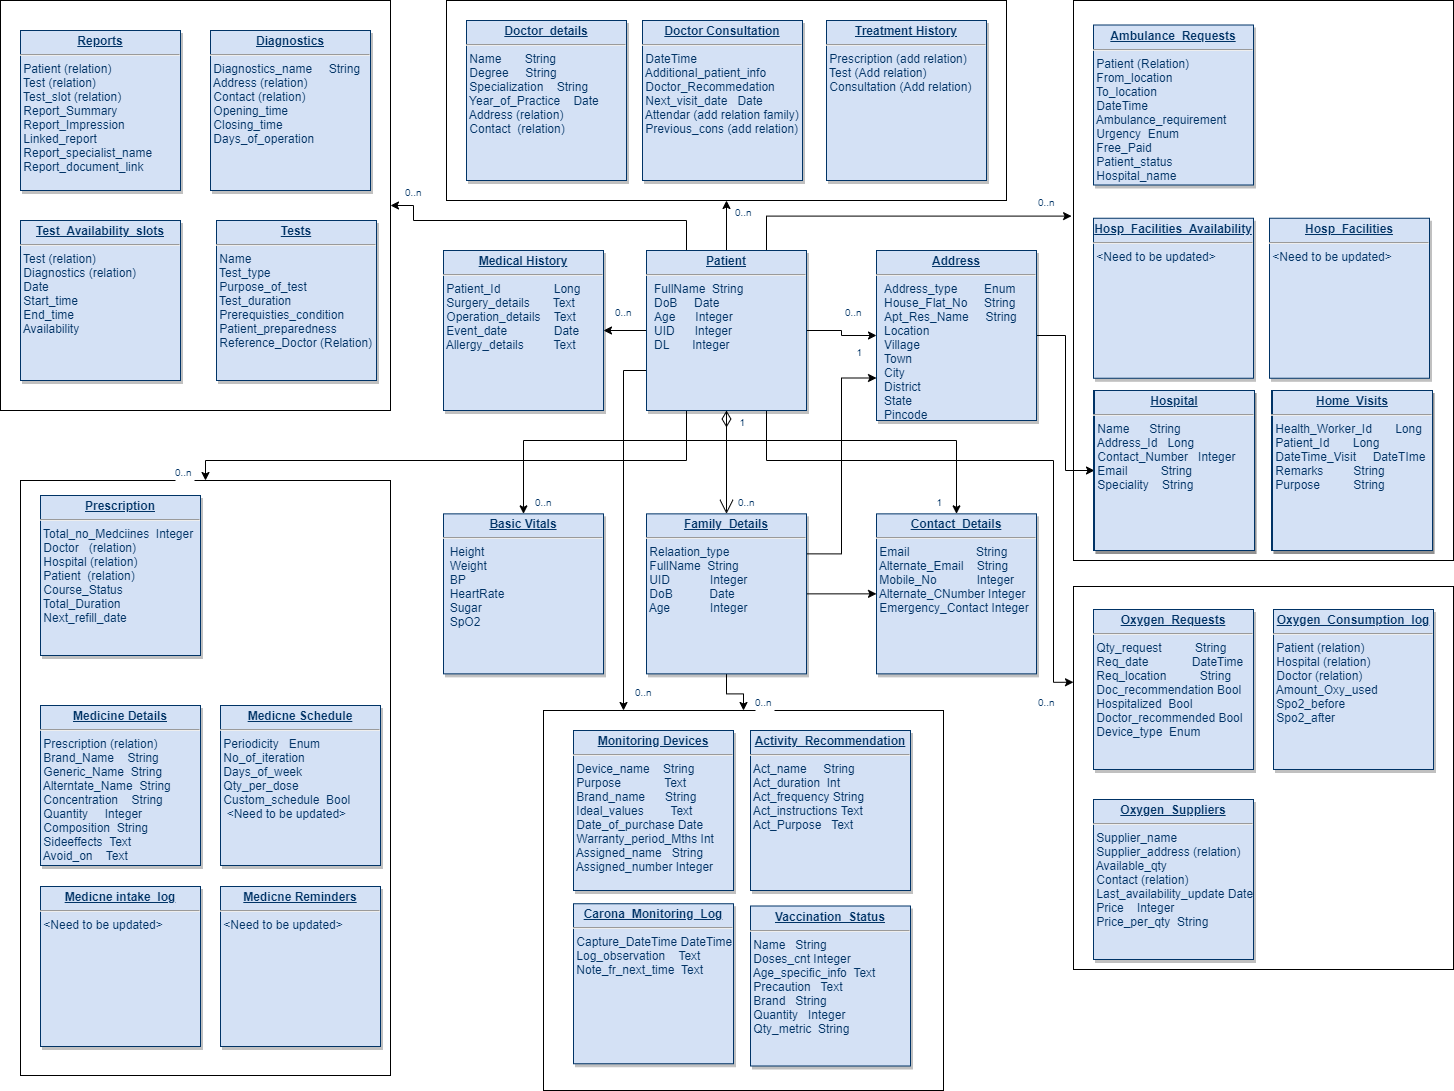 Reports
Patient (relation)
Test (relation)
Test_slot (relation)
Report_Summary
Report_Impression
Linked_report
Report_specialist_name
Report_document_link
Diagnostics
Diagnostics_name String
Address (relation)
Contact (relation)
Opening_time
Closing_time
Days_of_operation
Test_Availability_slots
Test (relation)
Diagnostics (relation)
Date
Start_time
End_time
Availability
Tests
Name
Test_type
Purpose_of_test
Test_duration
Prerequisties_condition
Patient_preparedness
Reference_Doctor (Relation)
Doctor_details
Name String
Degree String
Specialization String
Year_of_Practice Date
Address (relation)
Contact (relation)
Doctor Consultation
DateTime
Additional_patient_info
Doctor_Recommedation
Next_visit_date Date
Attendar (add relation family)
Previous_cons (add relation)
Treatment History
Prescription (add relation)
Test (Add relation)
Consultation (Add relation)
Ambulance_Requests
Patient (Relation)
From_location
To_location
DateTime
Ambulance_requirement
Urgency Enum
Free_Paid
Patient_status
Hospital_name
0..n
0..n
0..n
Hosp_Facilities_Availability
<Need to be updated>
Hosp_Facilities
<Need to be updated>
Medical History
Patient_Id Long
Surgery_details Text
Operation_details Text
Event_date Date
Allergy_details Text
0..n
Patient
FullName String
DoB Date
Age Integer
UID Integer
DL Integer
0..n
1
Address
Address_type Enum
House_Flat_No String
Apt_Res_Name String
Location
Village
Town
City
District
State
Pincode
Hospital
Name String
Address_Id Long
Contact_Number Integer
Email String
Speciality String
Home_Visits
Health_Worker_Id Long
Patient_Id Long
DateTime_Visit DateTIme
Remarks String
Purpose String
1
0..n
0..n
0..n
1
Prescription
Total_no_Medciines Integer
Doctor (relation)
Hospital (relation)
Patient (relation)
Course_Status
Total_Duration
Next_refill_date
Basic Vitals
Height
Weight
BP
HeartRate
Sugar
SpO2
Family_Details
Relaation_type
FullName String
UID Integer
DoB Date
Age Integer
Contact_Details
Email String
Alternate_Email String
Mobile_No Integer
Alternate_CNumber Integer
Emergency_Contact Integer
Oxygen_Requests
Qty_request String
Req_date DateTime
Req_location String
Doc_recommendation Bool
Hospitalized Bool
Doctor_recommended Bool
Device_type Enum
Oxygen_Consumption_log
Patient (relation)
Hospital (relation)
Doctor (relation)
Amount_Oxy_used
Spo2_before
Spo2_after
0..n
0..n
0..n
Medicine Details
Prescription (relation)
Brand_Name String
Generic_Name String
Alterntate_Name String
Concentration String
Quantity Integer
Composition String
Sideeffects Text
Avoid_on Text
Medicne Schedule
Periodicity Enum
No_of_iteration
Days_of_week
Qty_per_dose
Custom_schedule Bool
<Need to be updated>
Monitoring Devices
Device_name String
Purpose Text
Brand_name String
Ideal_values Text
Date_of_purchase Date
Warranty_period_Mths Int
Assigned_name String
Assigned_number Integer
Activity_Recommendation
Act_name String
Act_duration Int
Act_frequency String
Act_instructions Text
Act_Purpose Text
Oxygen_Suppliers
Supplier_name
Supplier_address (relation)
Available_qty
Contact (relation)
Last_availability_update Date
Price Integer
Price_per_qty String
Medicne intake_log
<Need to be updated>
Medicne Reminders
<Need to be updated>
Carona_Monitoring_Log
Capture_DateTime DateTime
Log_observation Text
Note_fr_next_time Text
Vaccination_Status
Name String
Doses_cnt Integer
Age_specific_info Text
Precaution Text
Brand String
Quantity Integer
Qty_metric String